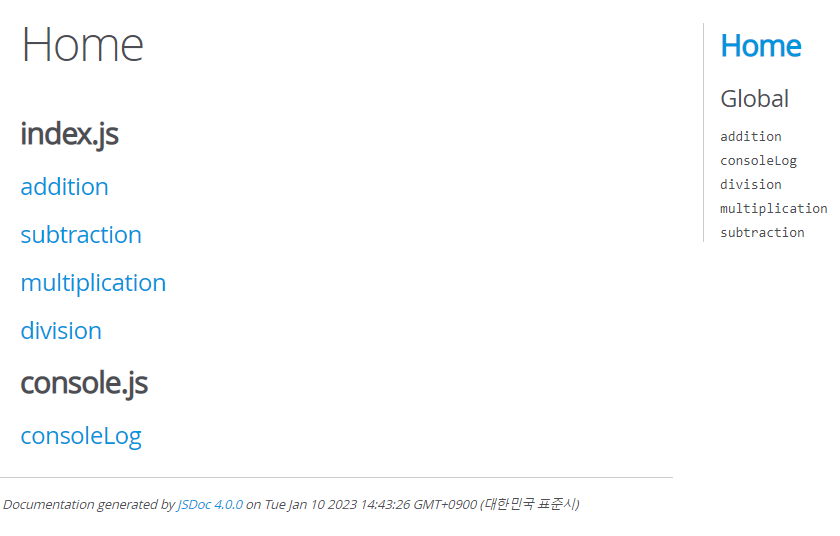 Home
index.js
addition
subtraction
multiplication
division
console.js
consoleLog
Home
Global
addition
consoleLog
division
multiplication
subtraction
Documentation generated by JSDoc 4.0.0 on Tue Jan 10 2023 14:43:26 GMT+0900 (대한민국 표준시)